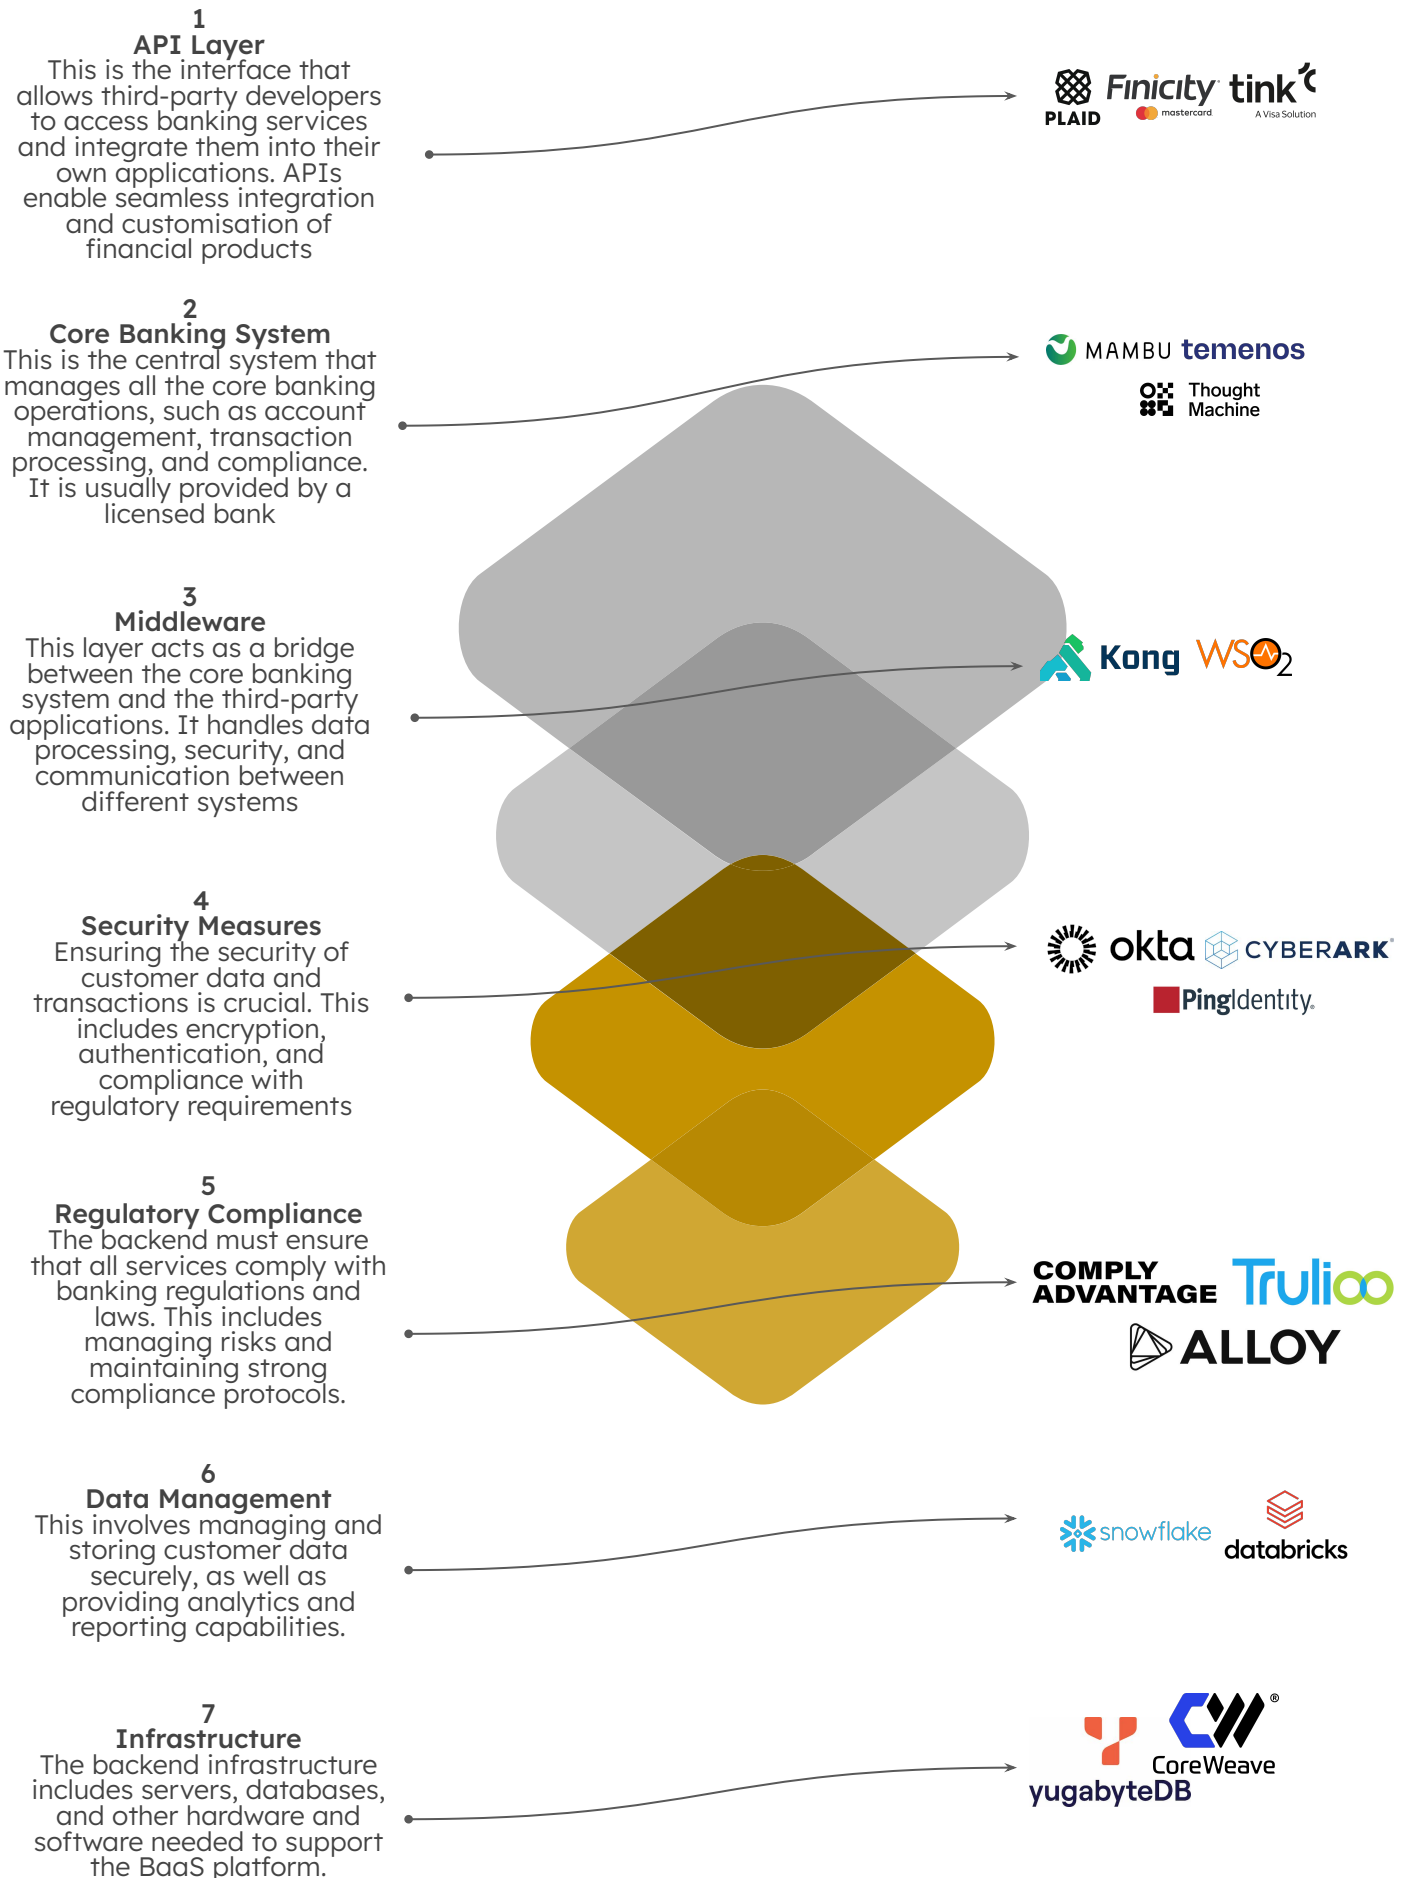 1
API Layer
This is the interface that
allows third-party developers
to access banking services
and integrate them into their
own applications. APIs
enable seamless integration
and customisation of
financial products
PLAID
Finicity
mastercard
tink
A Visa Solution
2
Core Banking System
This is the central system that
manages all the core banking
operations, such as account
management, transaction
processing, and compliance.
It is usually provided by a
licensed bank
MAMBU
temenos
Thought
Machine
3
Middleware
This layer acts as a bridge
between the core banking
system and the third-party
applications. It handles data
processing, security, and
communication between
different systems
Kong
WSO2
4
Security Measures
Ensuring the security of
customer data and
transactions is crucial. This
includes encryption,
authentication, and
compliance with
regulatory requirements
okta
CYBERARK®
PingIdentity®
5
Regulatory Compliance
The backend must ensure
that all services comply with
banking regulations and
laws. This includes
managing risks and
maintaining strong
compliance protocols.
COMPLY
ADVANTAGE
Trulioo
ALLOY
6
Data Management
This involves managing and
storing customer data
securely, as well as
providing analytics and
reporting capabilities.
snowflake
databricks
7
Infrastructure
The backend infrastructure
includes servers, databases,
and other hardware and
software needed to support
the BaaS platform.
yugabyteDB
CW®
CoreWeave